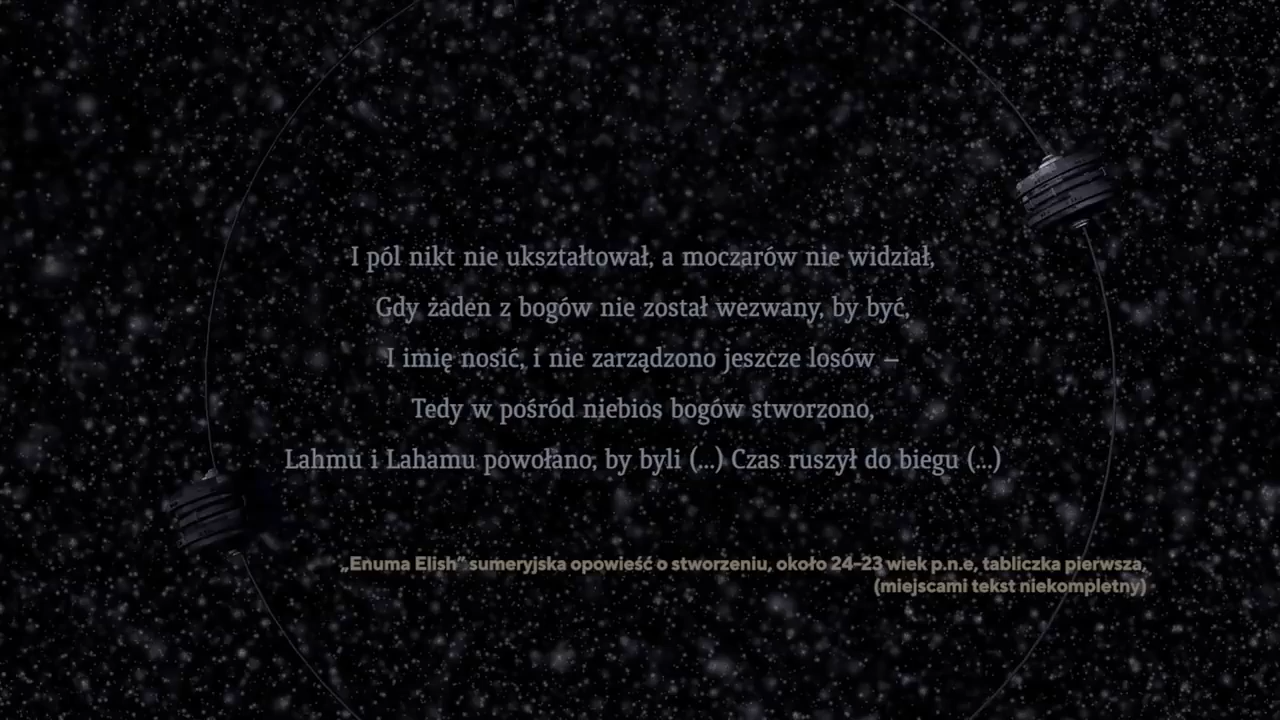 I pól nikt nie ukształtował, a moczarów nie widział,
Gdy żaden z bogów nie został wezwany, by być,
I imię nosić, i nie zarządzono jeszcze losów –
Tedy w pośród niebios bogów stworzono,
Lahmu i Lahamu powołano, by byli (...) Czas ruszył do biegu (...)
„Enuma Elish” sumeryjska opowieść o stworzeniu, około 24-23 wiek p.n.e, tabliczka pierwsza,
(miejscami tekst niekompletny)